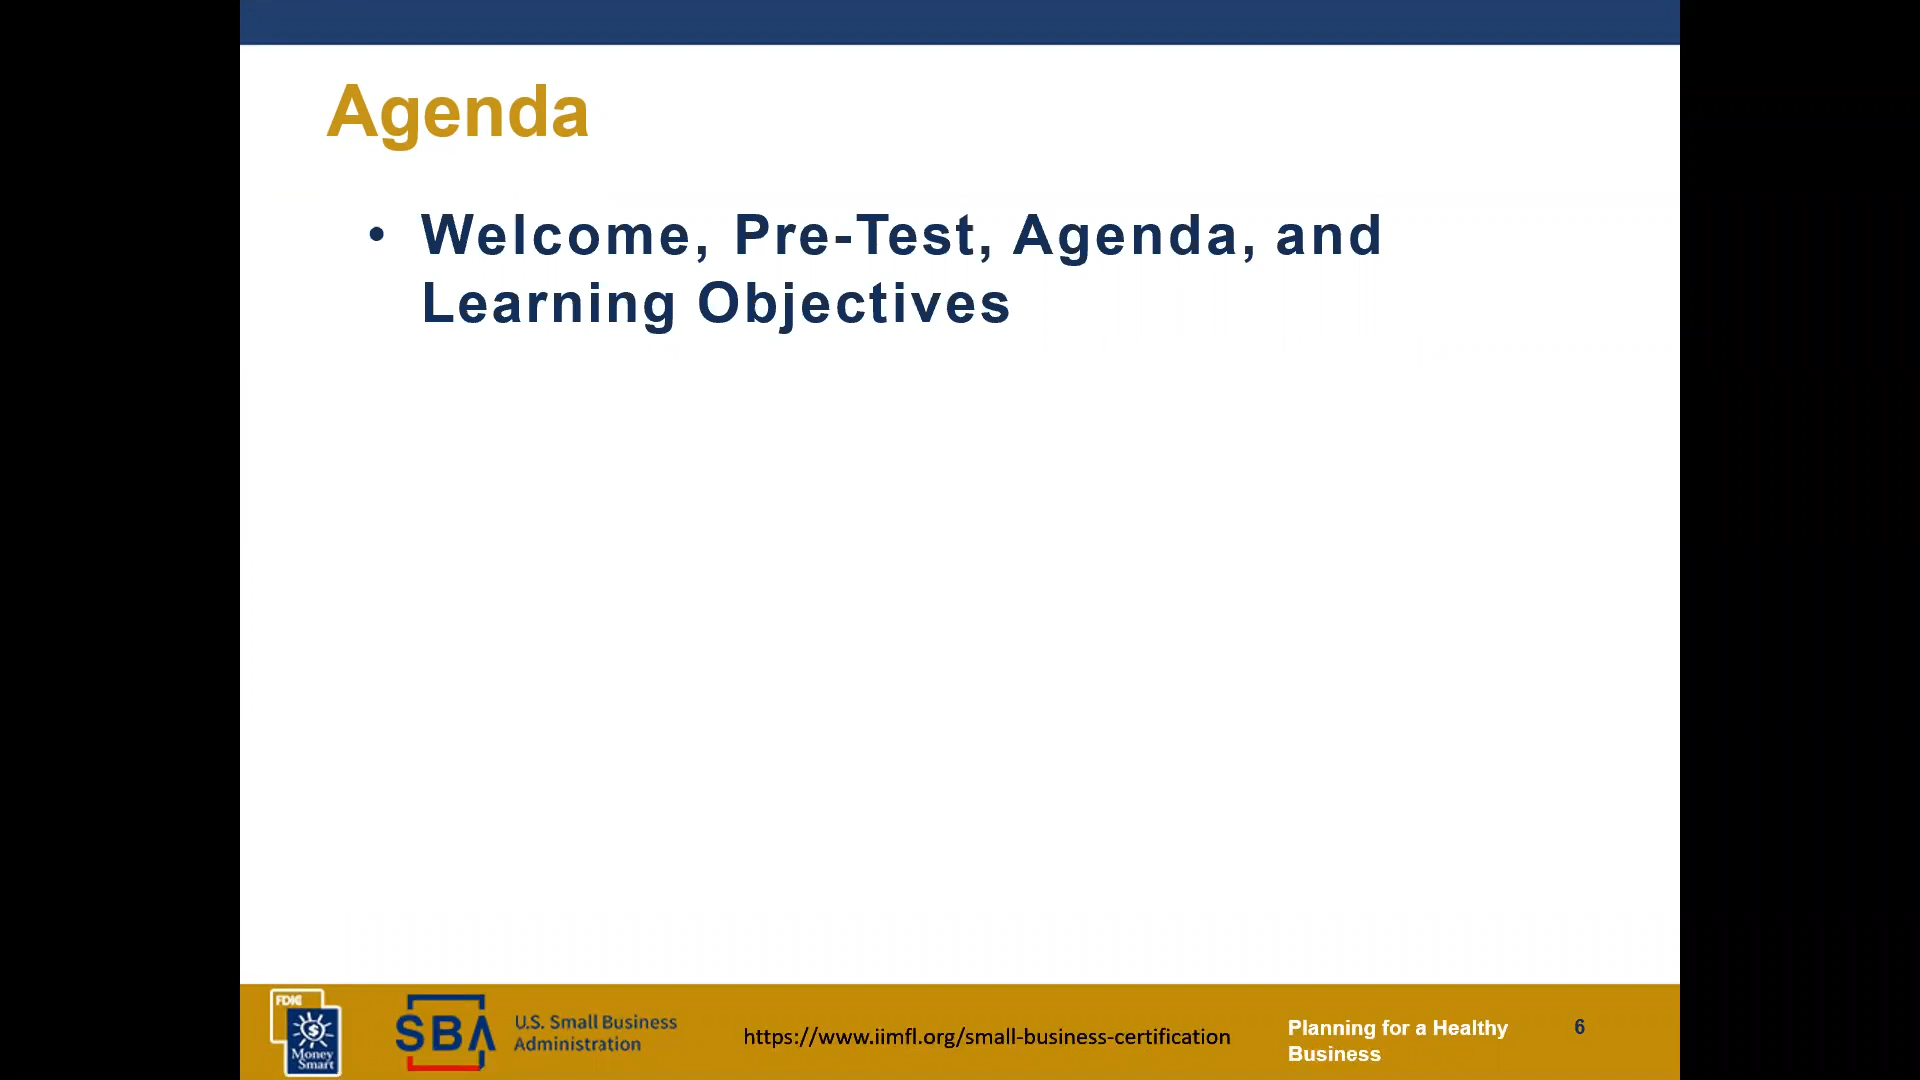 Agenda
• Welcome, Pre-Test, Agenda, and
Learning Objectives
FDIC
Money
Smart
SBA
U.S. Small Business
Administration
https://www.iimfl.org/small-business-certification
Planning for a Healthy
Business
6